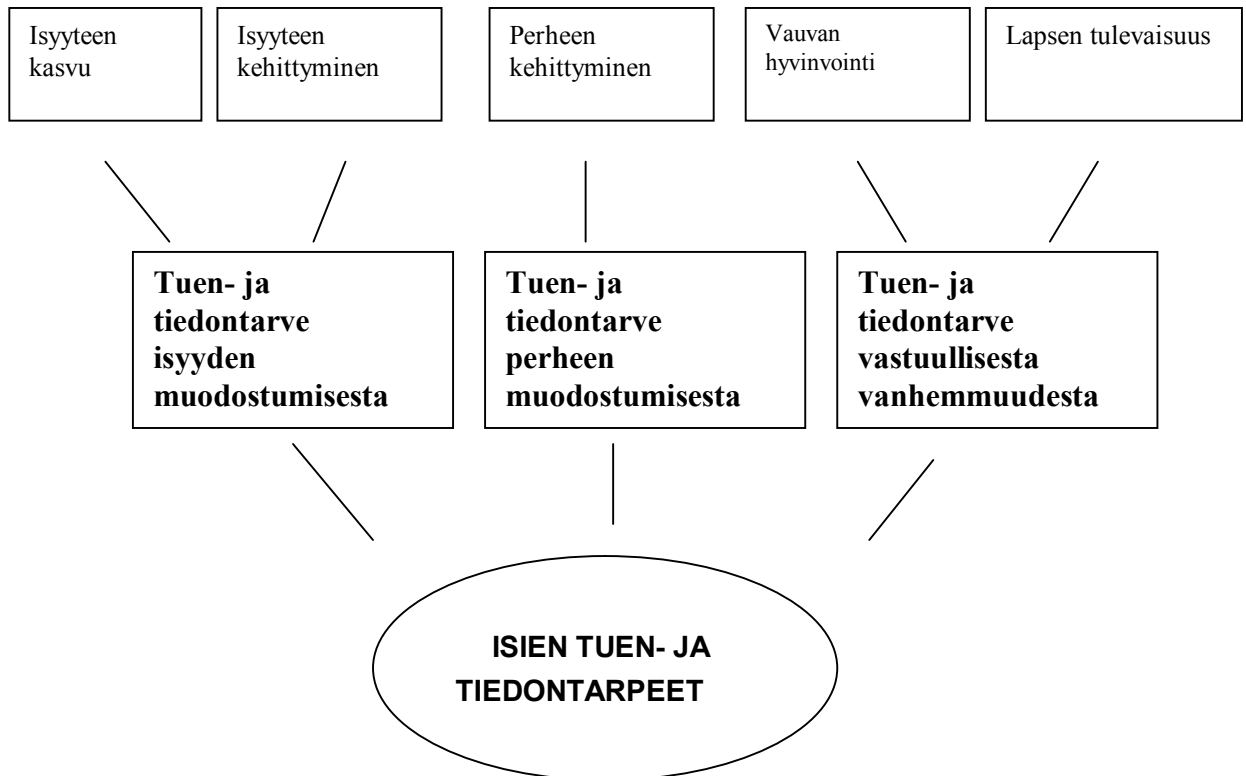 Isyyteen
kasvu
Isyyteen
kehittyminen
Perheen
kehittyminen
Vauvan
hyvinvointi
Lapsen tulevaisuus
Tuen- ja
tiedontarve
isyyden
muodostumisesta
Tuen- ja
tiedontarve
perheen
muodostumisesta
Tuen- ja
tiedontarve
vastuullisesta
vanhemmuudesta
ISIEN TUEN- JA
TIEDONTARPEET